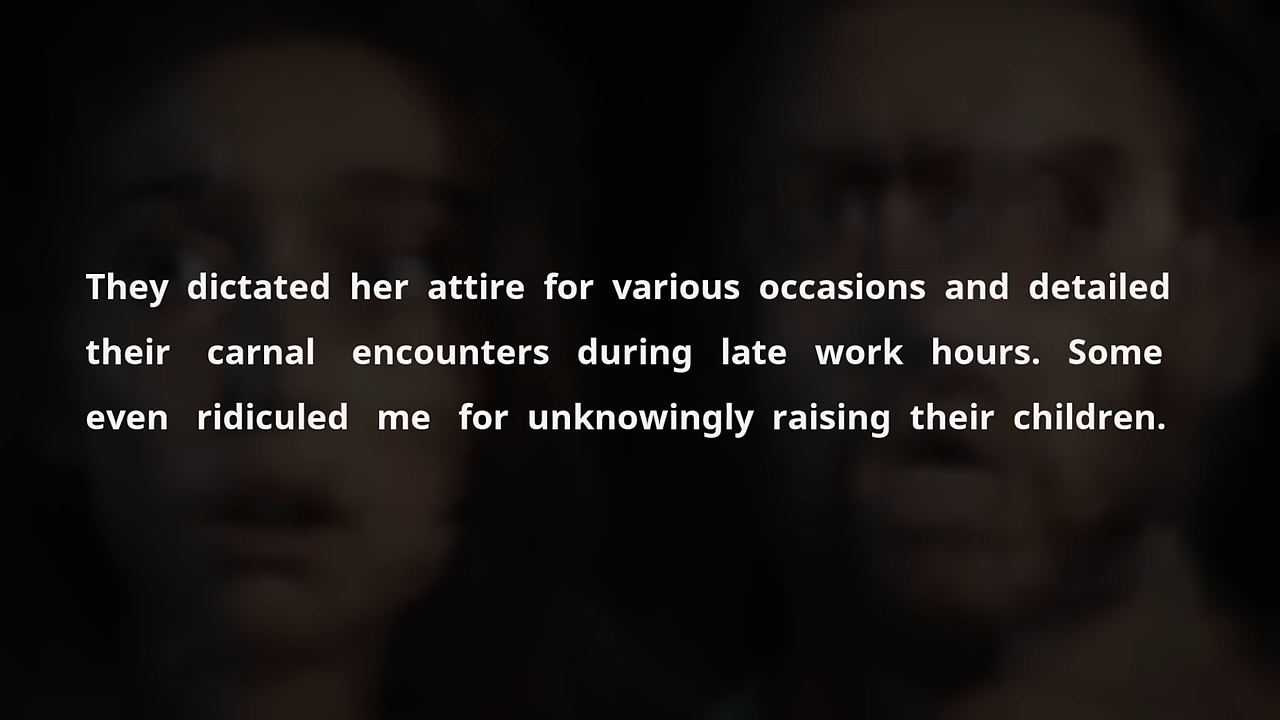 They dictated her attire for various occasions and detailed
their carnal encounters during late work hours. Some
even ridiculed me for unknowingly raising their children.